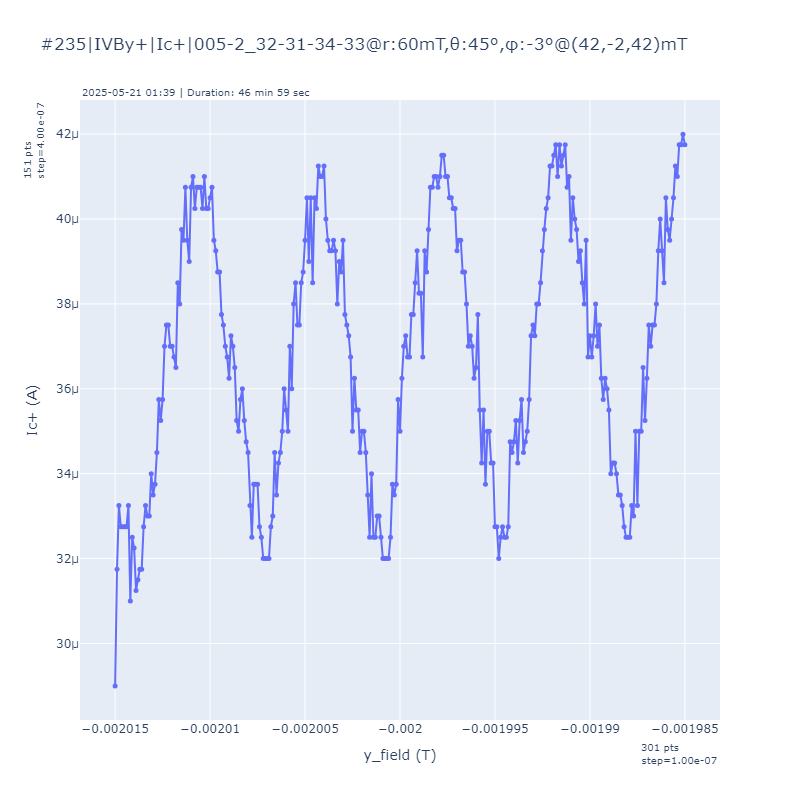 #235|IVBy+|Ic+|005-2_32-31-34-33@r:60mT,θ:45º,φ:-3º@(42,-2,42)mT
2025-05-21 01:39 | Duration: 46 min 59 sec
151 pts
step=4.00e-07
42μ
40μ
38μ
36μ
34μ
32μ
30μ
Ic+ (A)
−0.002015
−0.00201
−0.002005
−0.002
−0.001995
−0.00199
−0.001985
y_field (T)
301 pts
step=1.00e-07